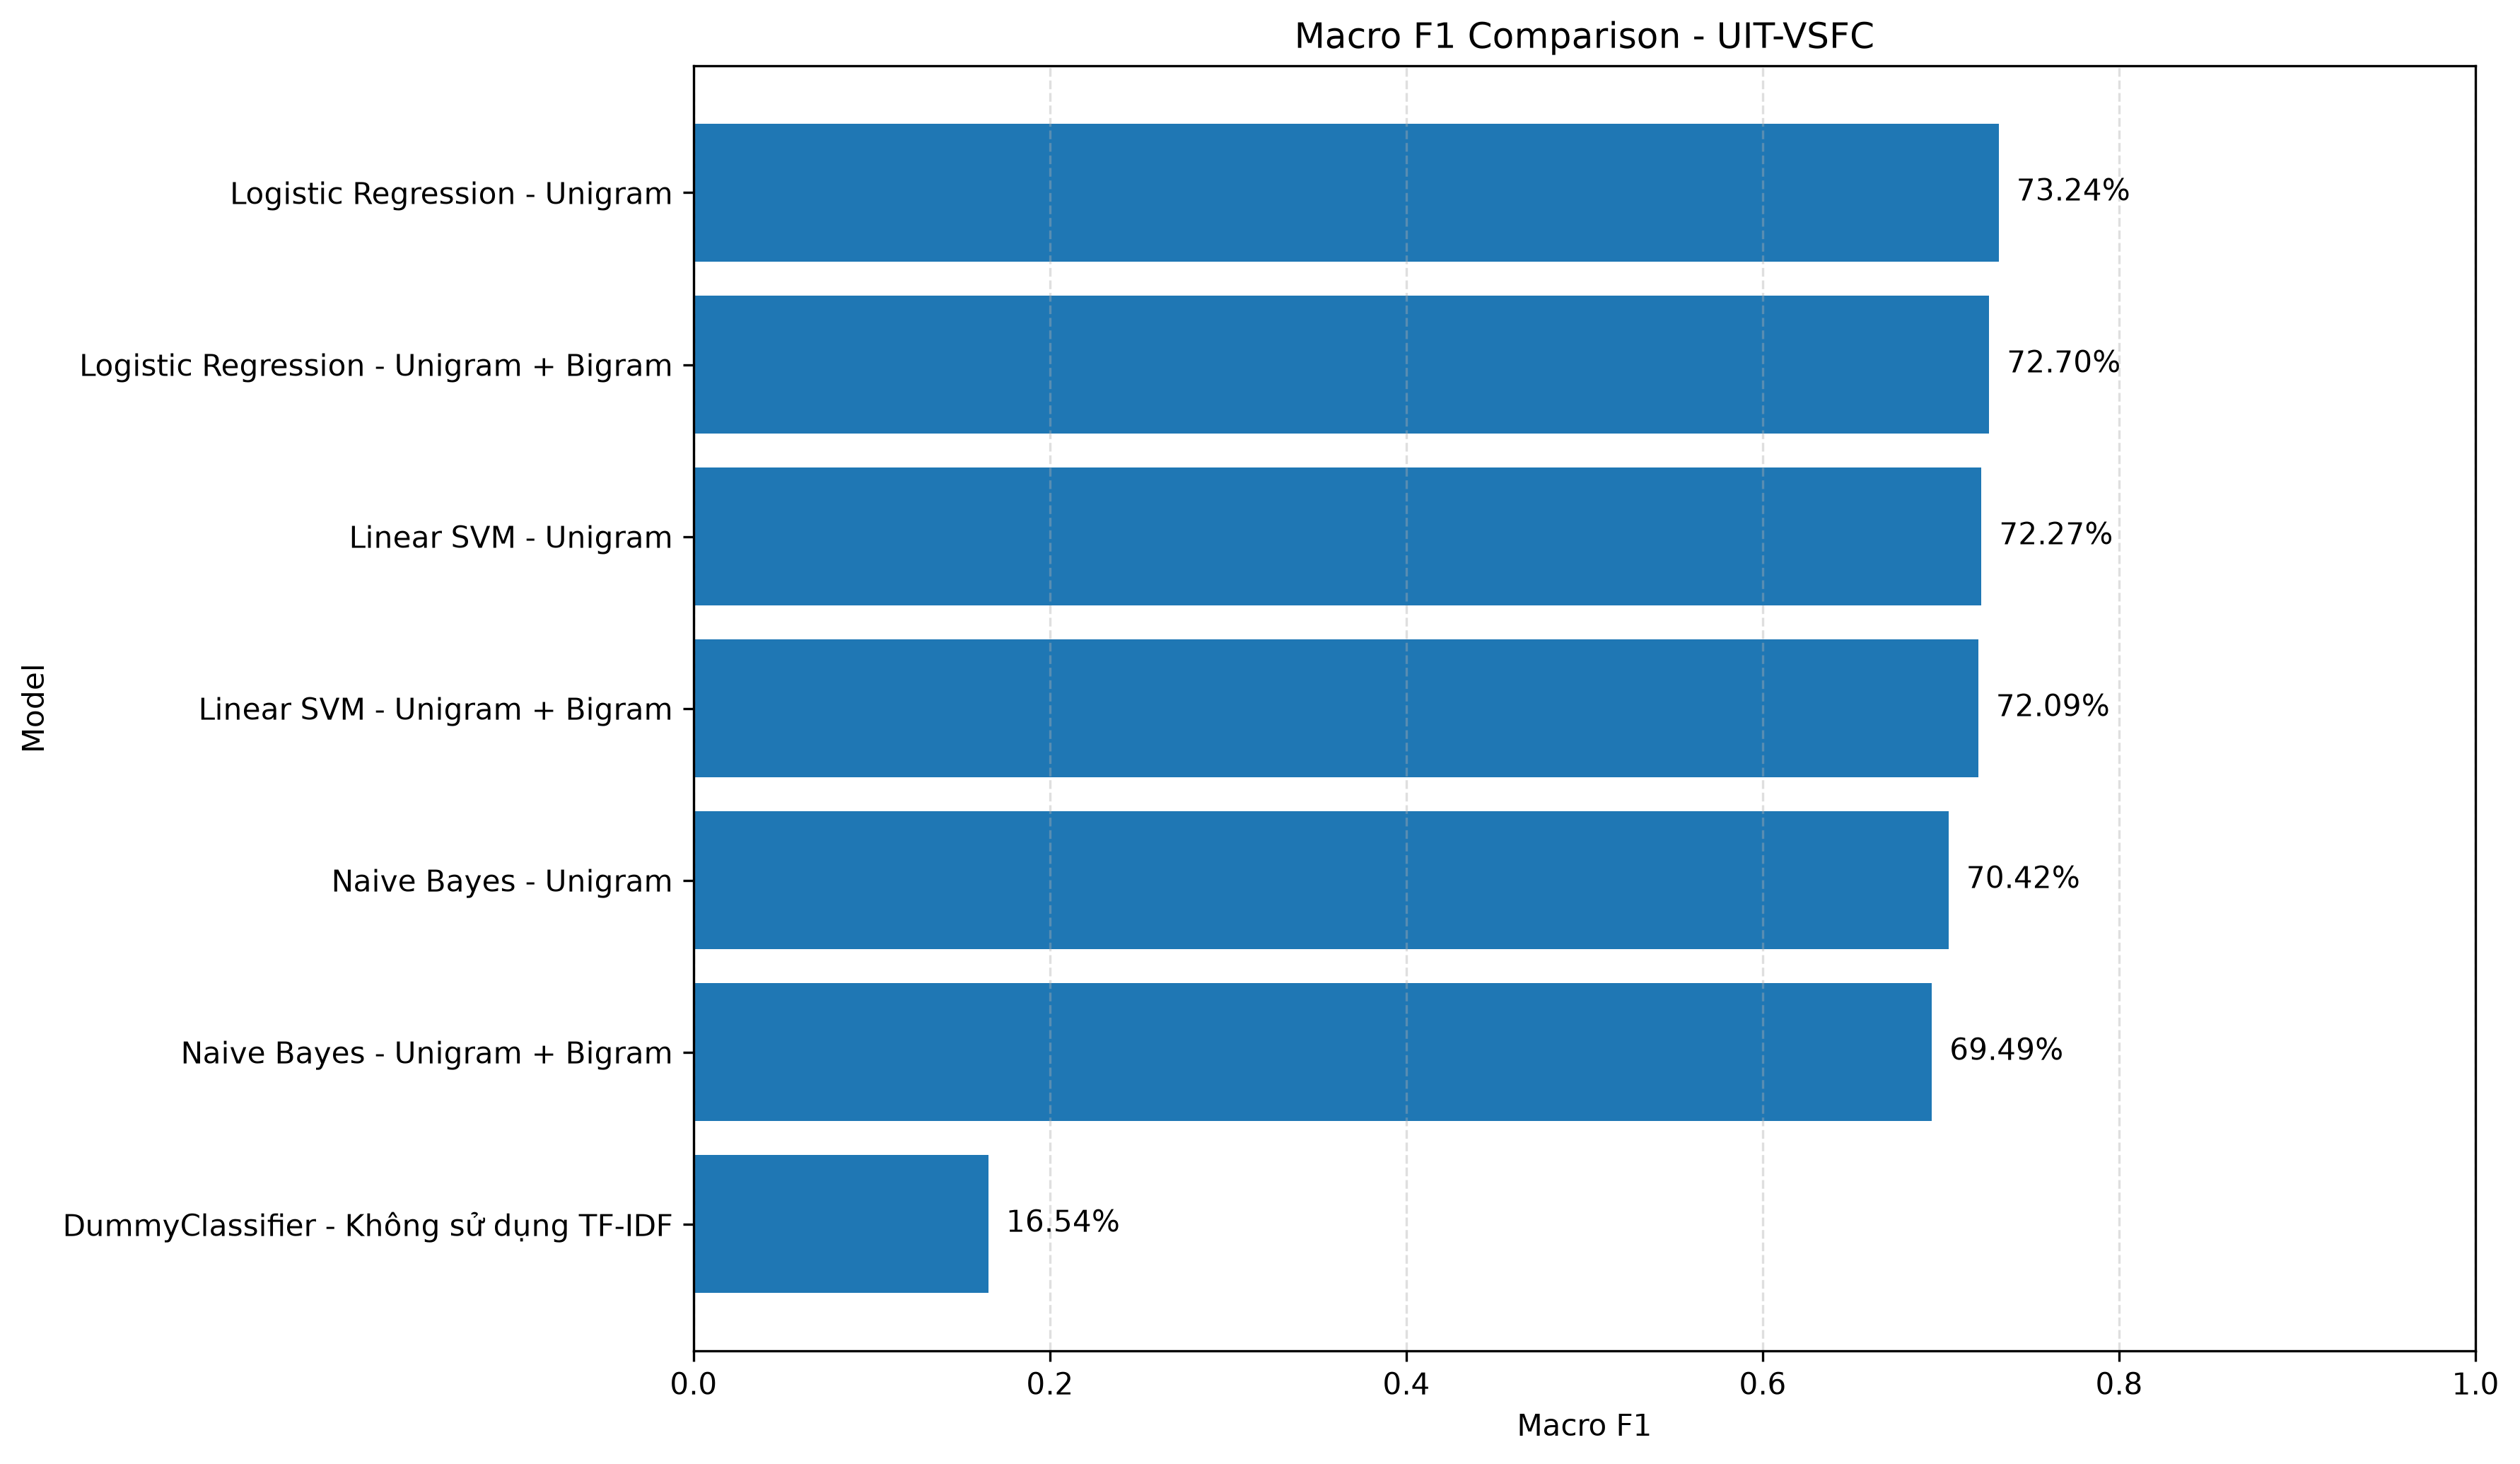 Macro F1 Comparison - UIT-VSFC
Logistic Regression - Unigram
73.24%
Logistic Regression - Unigram + Bigram
72.70%
Linear SVM - Unigram
72.27%
Linear SVM - Unigram + Bigram
72.09%
Naive Bayes - Unigram
70.42%
Naive Bayes - Unigram + Bigram
69.49%
DummyClassifier - Không sử dụng TF-IDF
16.54%
Model
0.0 0.2 0.4 0.6 0.8 1.0
Macro F1